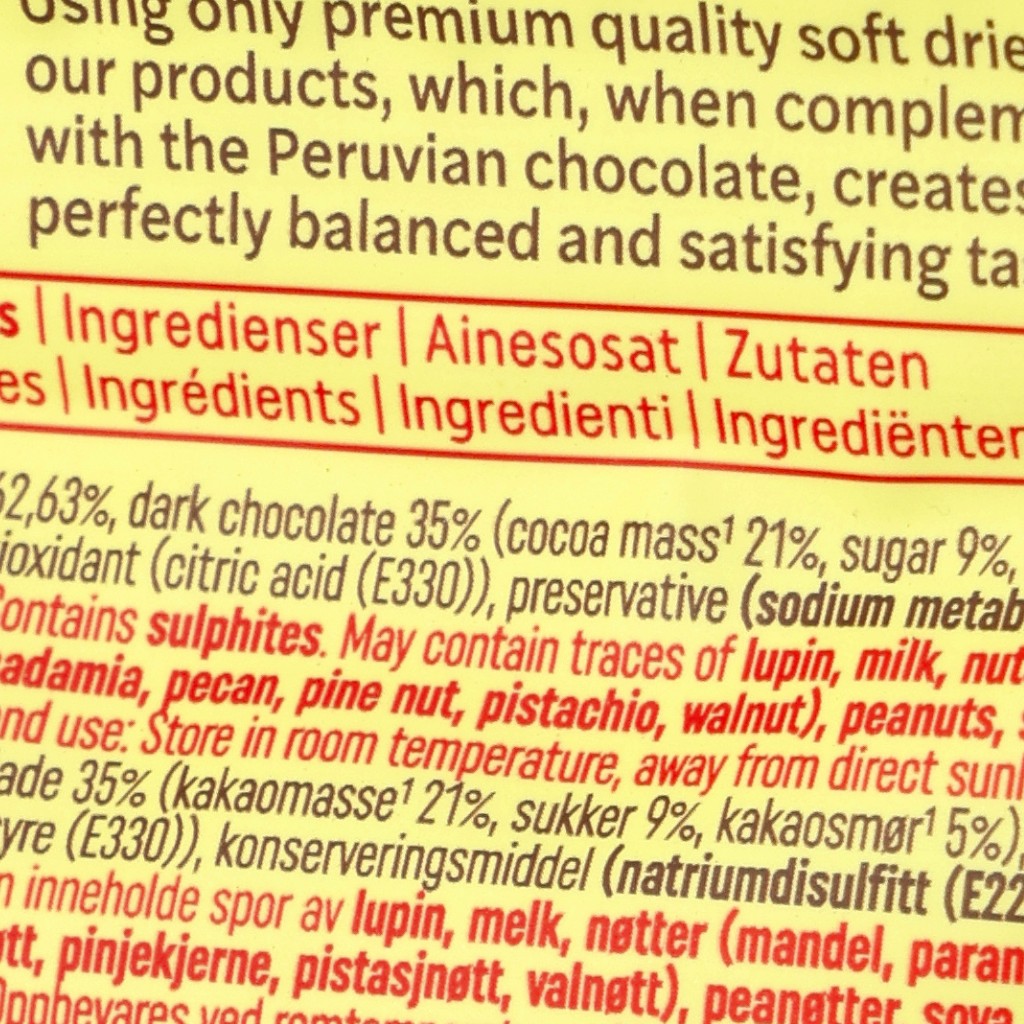 Using only premium quality soft drie
our products, which, when complem
with the Peruvian chocolate, creates
perfectly balanced and satisfying ta
s | Ingredienser | Ainesosat | Zutaten
es | Ingrédients | Ingredienti | Ingrediënten
62,63%, dark chocolate 35% (cocoa mass¹ 21%, sugar 9%,
ioxidant (citric acid (E330)), preservative (sodium metab
Contains sulphites. May contain traces of lupin, milk, nut
adamia, pecan, pine nut, pistachio, walnut), peanuts,
nd use: Store in room temperature, away from direct sunl
ade 35% (kakaomasse¹ 21%, sukker 9%, kakaosmør¹ 5%),
yre (E330)), konserveringsmiddel (natriumdisulfitt (E22
n inneholde spor av lupin, melk, nøtter (mandel, paran
øtt, pinjekjerne, pistasjnøtt, valnøtt), peanøtter, soya
Oppbevares ved romtemp